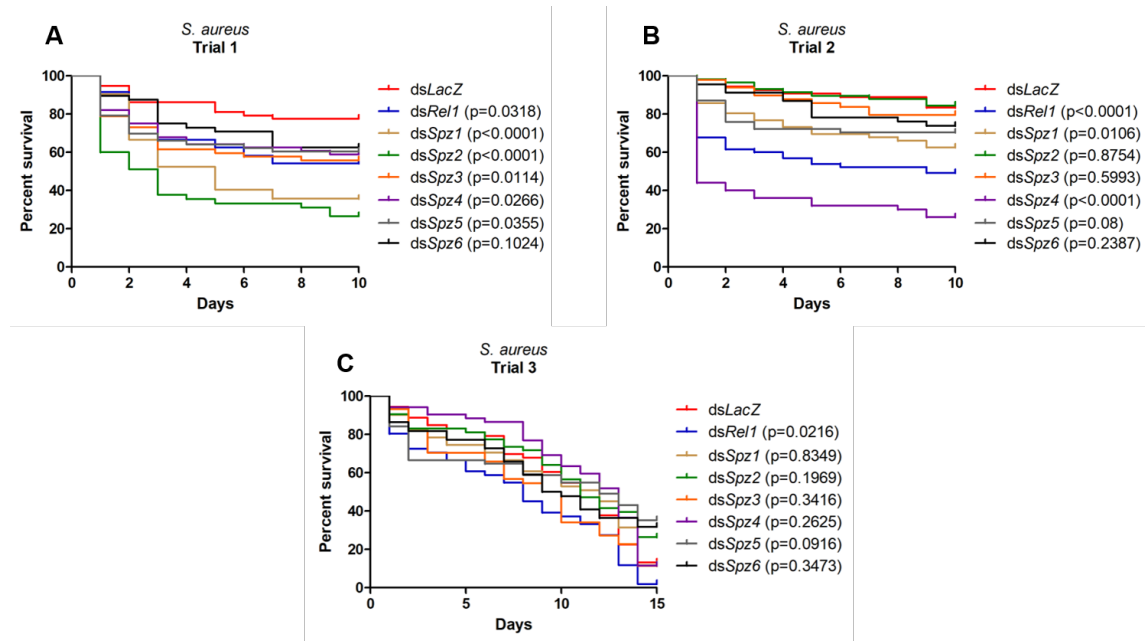 A
S. aureus
Trial 1
Percent survival
100
80
60
40
20
0
0 2 4 6 8 10
Days
dsLacZ
dsRel1 (p=0.0318)
dsSpz1 (p<0.0001)
dsSpz2 (p<0.0001)
dsSpz3 (p=0.0114)
dsSpz4 (p=0.0266)
dsSpz5 (p=0.0355)
dsSpz6 (p=0.1024)
B
S. aureus
Trial 2
Percent survival
100
80
60
40
20
0
0 2 4 6 8 10
Days
dsLacZ
dsRel1 (p<0.0001)
dsSpz1 (p=0.0106)
dsSpz2 (p=0.8754)
dsSpz3 (p=0.5993)
dsSpz4 (p<0.0001)
dsSpz5 (p=0.08)
dsSpz6 (p=0.2387)
C
S. aureus
Trial 3
Percent survival
100
80
60
40
20
0
0 5 10 15
Days
dsLacZ
dsRel1 (p=0.0216)
dsSpz1 (p=0.8349)
dsSpz2 (p=0.1969)
dsSpz3 (p=0.3416)
dsSpz4 (p=0.2625)
dsSpz5 (p=0.0916)
dsSpz6 (p=0.3473)